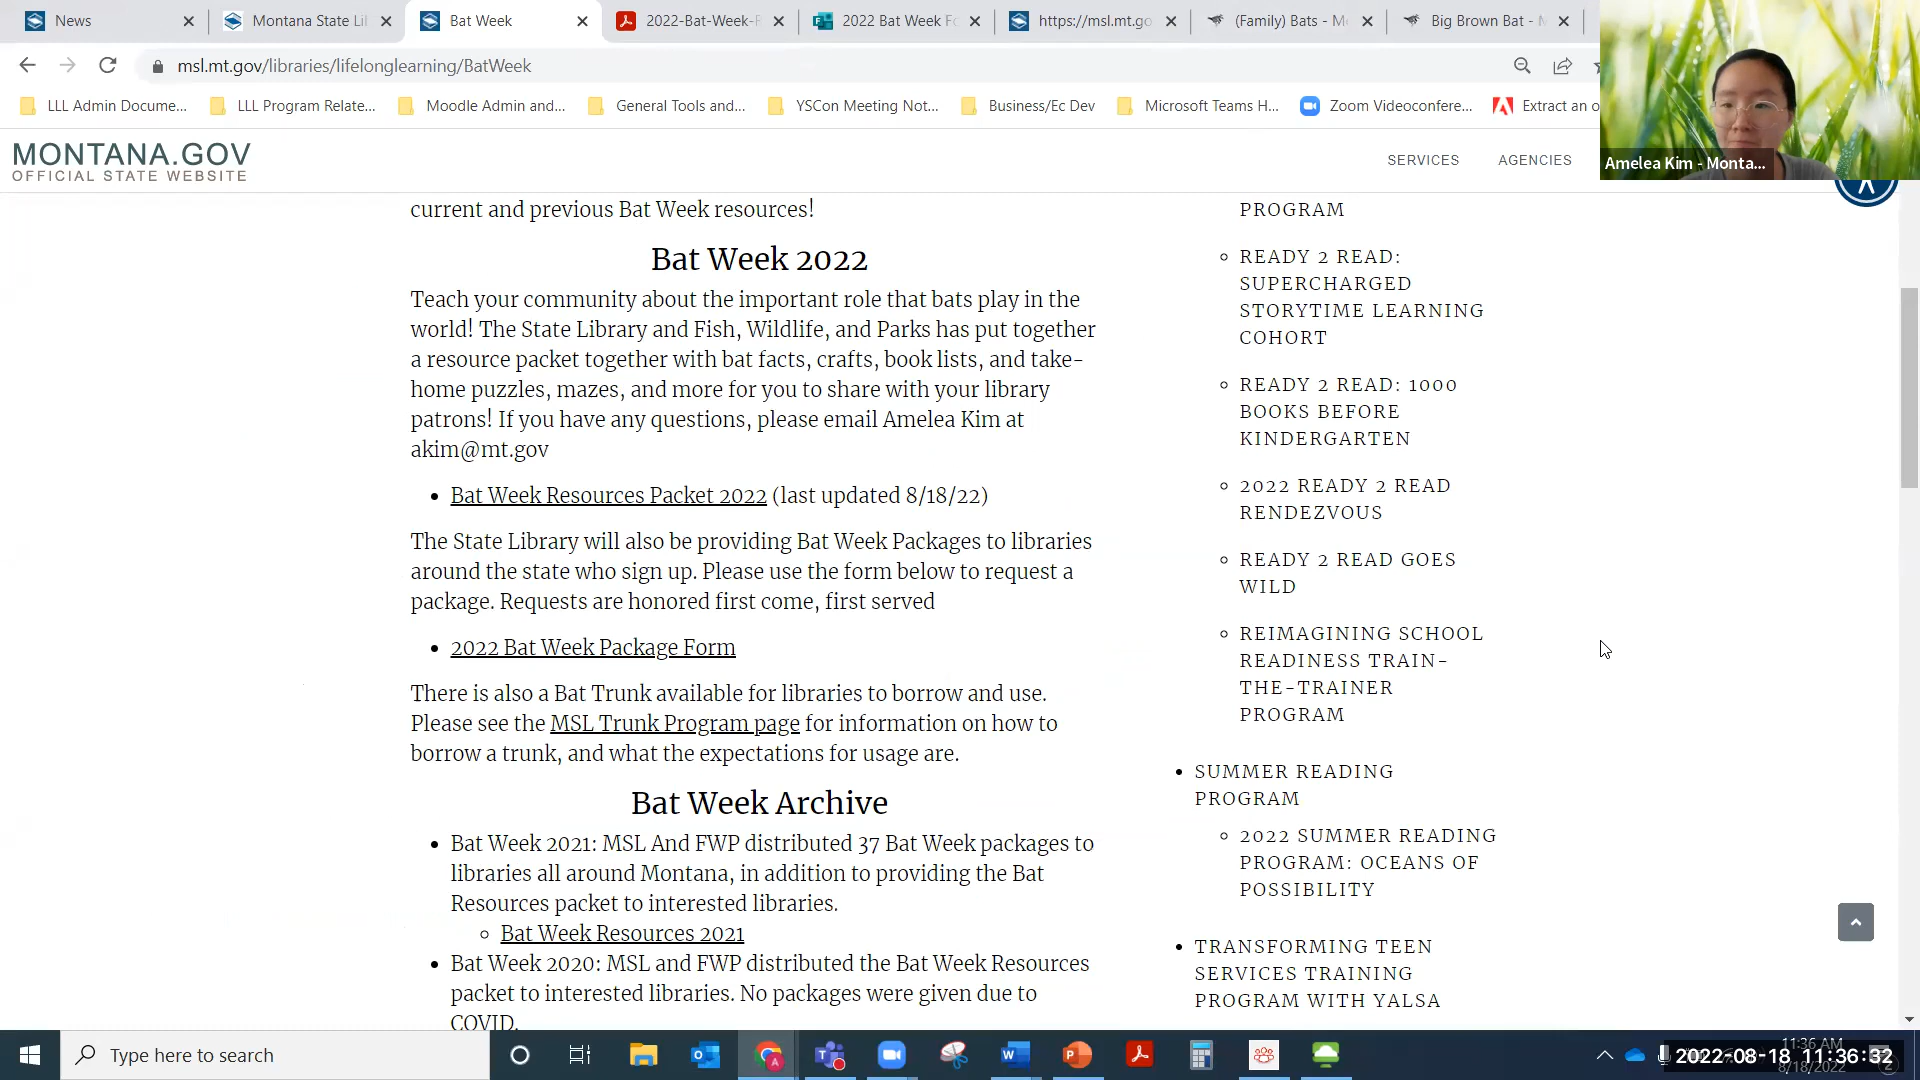 News
Montana State Li
Bat Week
2022-Bat-Week-
2022 Bat Week Fo
https://msl.mt.go
(Family) Bats - M
Big Brown Bat -
msl.mt.gov/libraries/lifelonglearning/BatWeek
LLL Admin Docume...
LLL Program Relate...
Moodle Admin and...
General Tools and...
YSCon Meeting Not...
Business/Ec Dev
Microsoft Teams H...
Zoom Videoconfere...
Extract an o
Amelea Kim - Monta...
MONTANA.GOV
OFFICIAL STATE WEBSITE
SERVICES
AGENCIES
current and previous Bat Week resources!
Bat Week 2022
Teach your community about the important role that bats play in the
world! The State Library and Fish, Wildlife, and Parks has put together
a resource packet together with bat facts, crafts, book lists, and take-
home puzzles, mazes, and more for you to share with your library
patrons! If you have any questions, please email Amelea Kim at
akim@mt.gov
Bat Week Resources Packet 2022 (last updated 8/18/22)
The State Library will also be providing Bat Week Packages to libraries
around the state who sign up. Please use the form below to request a
package. Requests are honored first come, first served
2022 Bat Week Package Form
There is also a Bat Trunk available for libraries to borrow and use.
Please see the MSL Trunk Program page for information on how to
borrow a trunk, and what the expectations for usage are.
Bat Week Archive
Bat Week 2021: MSL And FWP distributed 37 Bat Week packages to
libraries all around Montana, in addition to providing the Bat
Resources packet to interested libraries.
Bat Week Resources 2021
Bat Week 2020: MSL and FWP distributed the Bat Week Resources
packet to interested libraries. No packages were given due to
COVID.
PROGRAM
READY 2 READ:
SUPERCHARGED
STORYTIME LEARNING
COHORT
READY 2 READ: 1000
BOOKS BEFORE
KINDERGARTEN
2022 READY 2 READ
RENDEZVOUS
READY 2 READ GOES
WILD
REIMAGINING SCHOOL
READINESS TRAIN-
THE-TRAINER
PROGRAM
SUMMER READING
PROGRAM
2022 SUMMER READING
PROGRAM: OCEANS OF
POSSIBILITY
TRANSFORMING TEEN
SERVICES TRAINING
PROGRAM WITH YALSA
Type here to search
11:36 AM
2022-08-18 11:36:32
8/18/2022